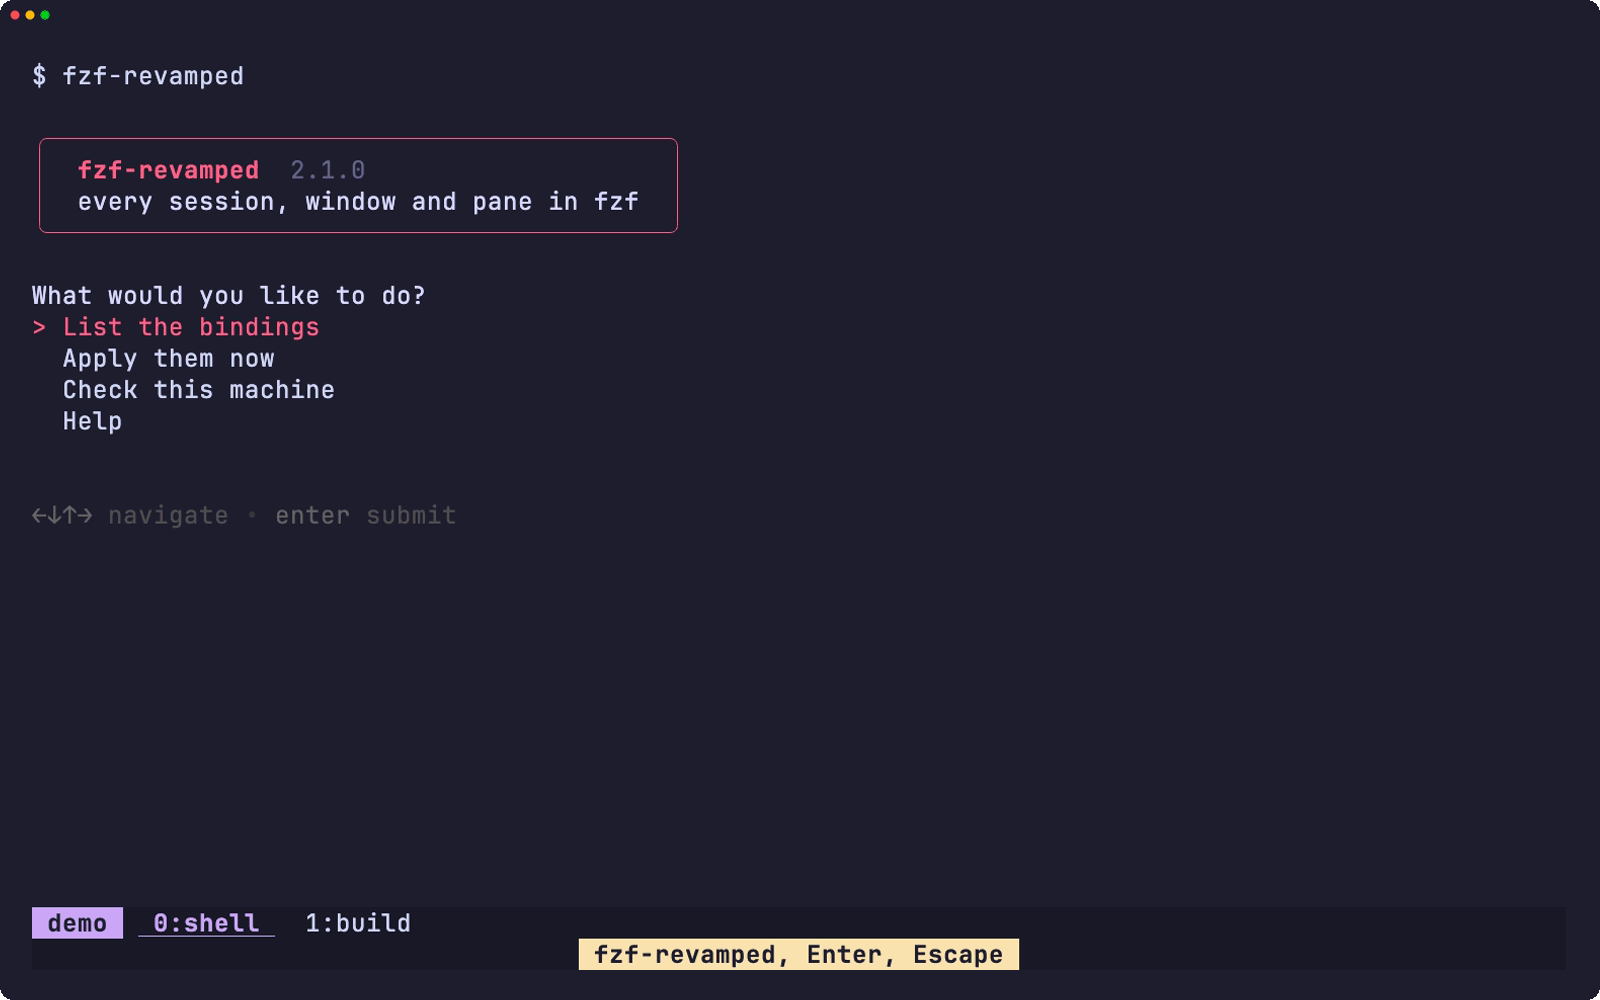 $ fzf-revamped
fzf-revamped 2.1.0
every session, window and pane in fzf
What would you like to do?
> List the bindings
Apply them now
Check this machine
Help
←↓↑→ navigate • enter submit
demo 0:shell 1:build
fzf-revamped, Enter, Escape